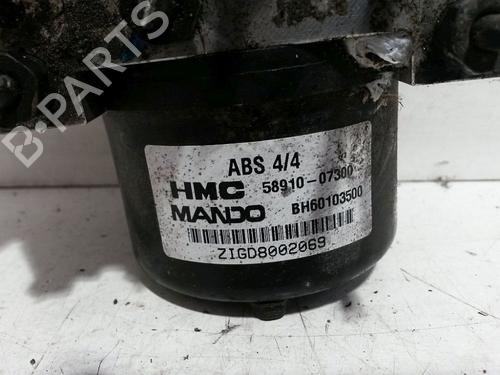 B-PARTS
ABS 4/4
HMC 58910-07300
MANDO BH60103500
ZIGD8002069